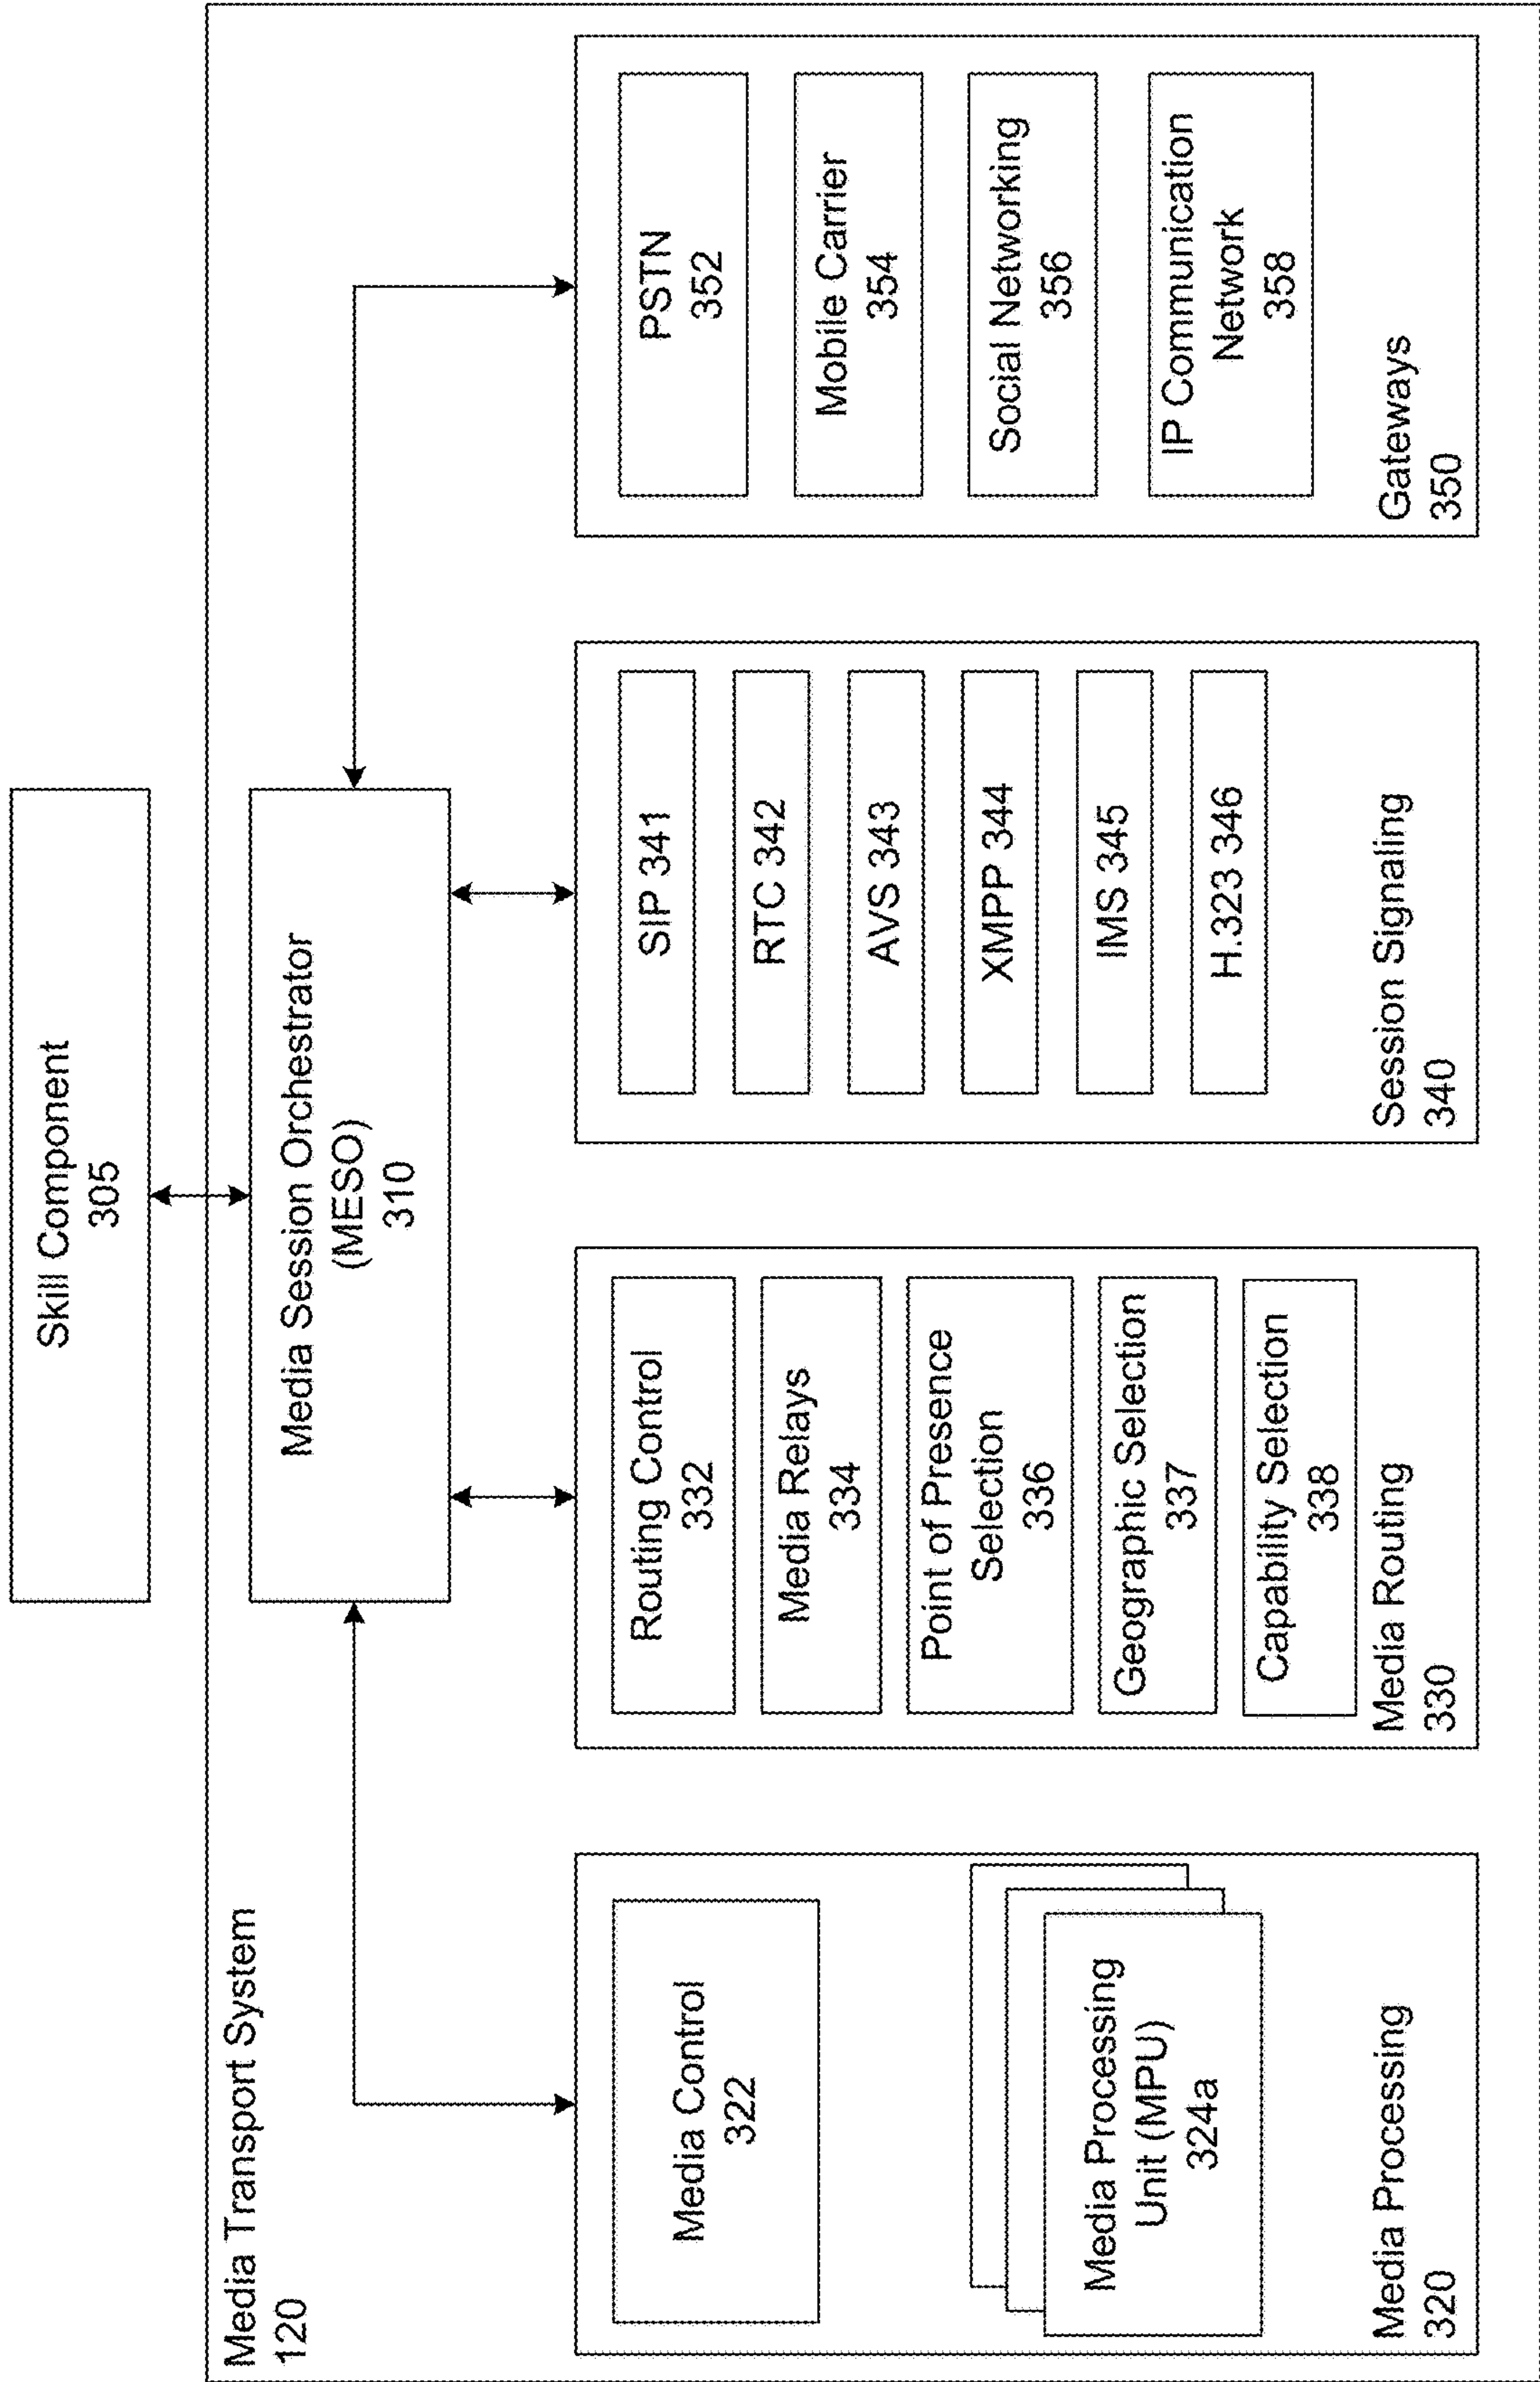 Skill Component
305
Media Transport System
120
Media Session Orchestrator
(MESO)
310
Media Control
322
Media Processing
Unit (MPU)
324a
Media Processing
320
Routing Control
332
Media Relays
334
Point of Presence
Selection
336
Geographic Selection
337
Capability Selection
338
Media Routing
330
SIP 341
RTC 342
AVS 343
XMPP 344
IMS 345
H.323 346
Session Signaling
340
PSTN
352
Mobile Carrier
354
Social Networking
356
IP Communication
Network
358
Gateways
350